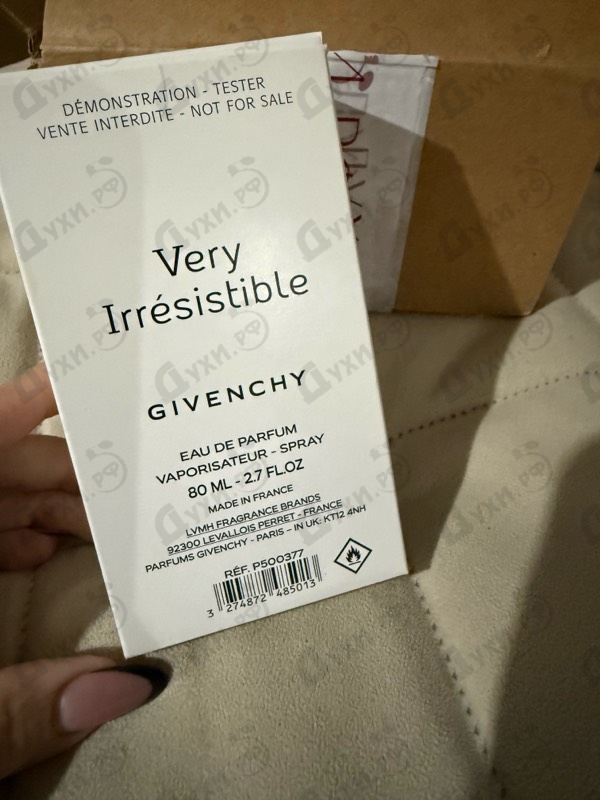 DÉMONSTRATION - TESTER
VENTE INTERDITE - NOT FOR SALE
Very
Irrésistible
GIVENCHY
EAU DE PARFUM
VAPORISATEUR - SPRAY
80 ML - 2.7 FL.OZ
MADE IN FRANCE
LVMH FRAGRANCE BRANDS
92300 LEVALLOIS PERRET - FRANCE
PARFUMS GIVENCHY - PARIS - IN UK: KT12 4NH
RÉF. P500377
3 274872 485013
Духи.рф